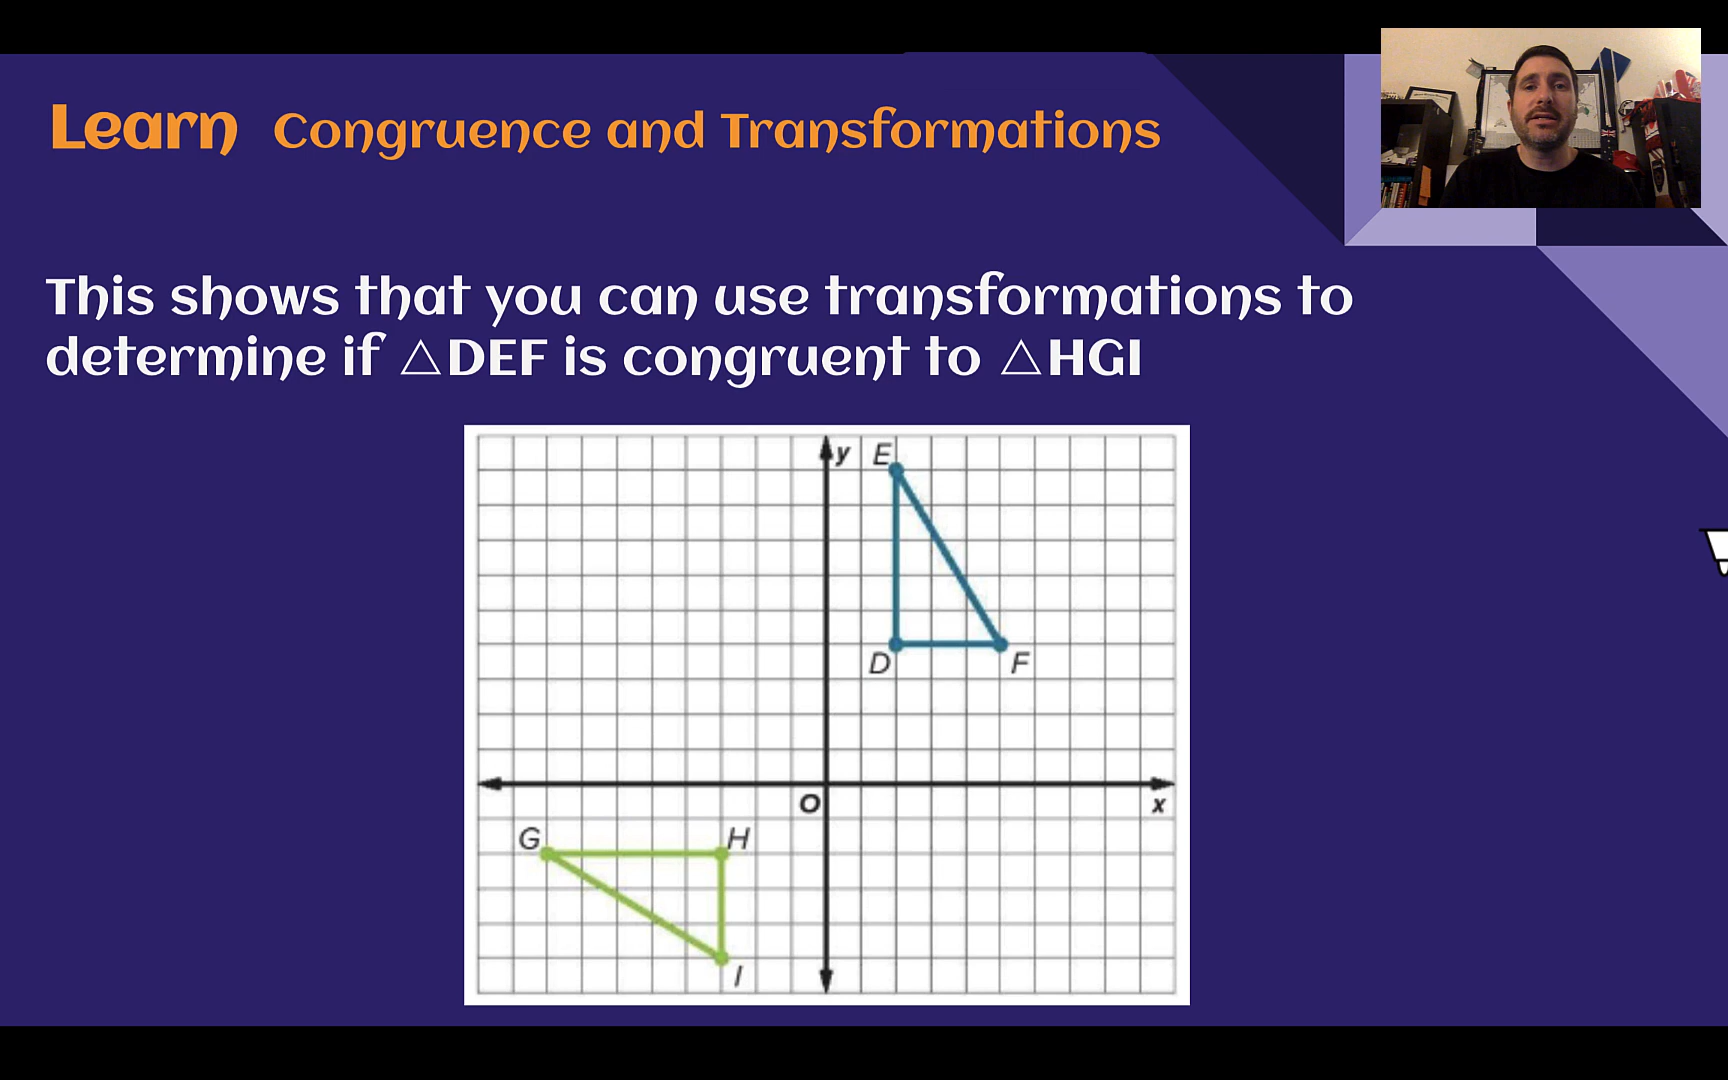 Learn Congruence and Transformations
This shows that you can use transformations to
determine if △DEF is congruent to △HGI
y E
D F
O x
G H
I